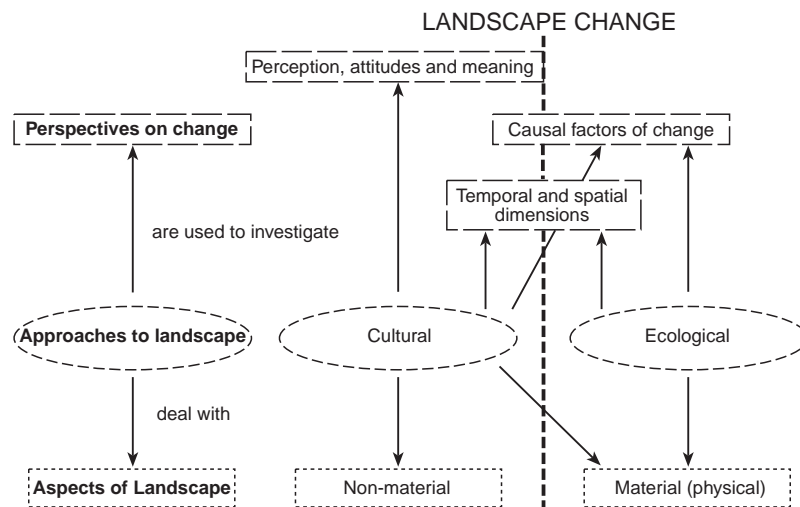 LANDSCAPE CHANGE
Perception, attitudes and meaning
Perspectives on change
Causal factors of change
Temporal and spatial
dimensions
are used to investigate
Approaches to landscape
Cultural
Ecological
deal with
Aspects of Landscape
Non-material
Material (physical)